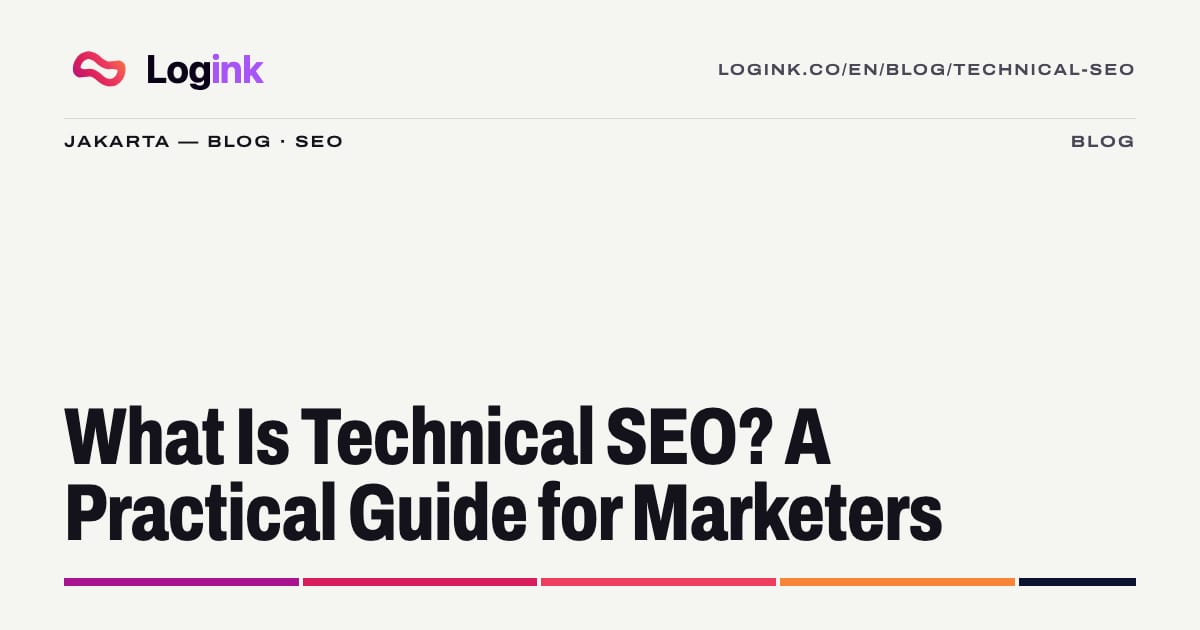 Logink
LOGINK.CO/EN/BLOG/TECHNICAL-SEO
JAKARTA — BLOG · SEO
BLOG
What Is Technical SEO? A
Practical Guide for Marketers